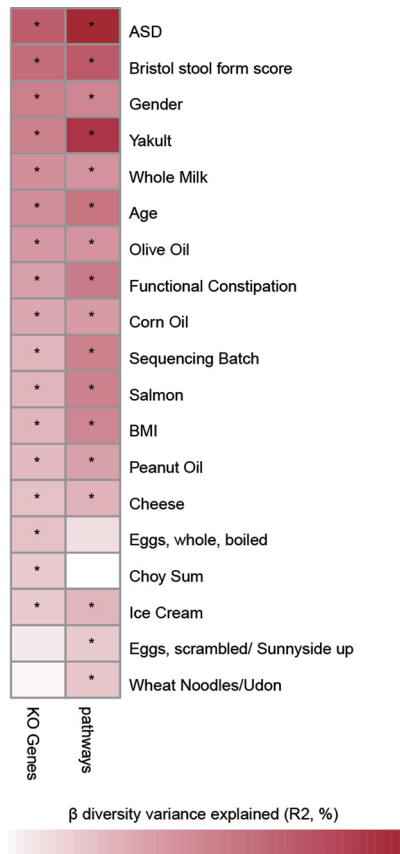 * * ASD
* * Bristol stool form score
* * Gender
* * Yakult
* * Whole Milk
* * Age
* * Olive Oil
* * Functional Constipation
* * Corn Oil
* * Sequencing Batch
* * Salmon
* * BMI
* * Peanut Oil
* * Cheese
* Eggs, whole, boiled
* Choy Sum
* * Ice Cream
* Eggs, scrambled/ Sunnyside up
* Wheat Noodles/Udon
KO Genes
pathways
β diversity variance explained (R2, %)